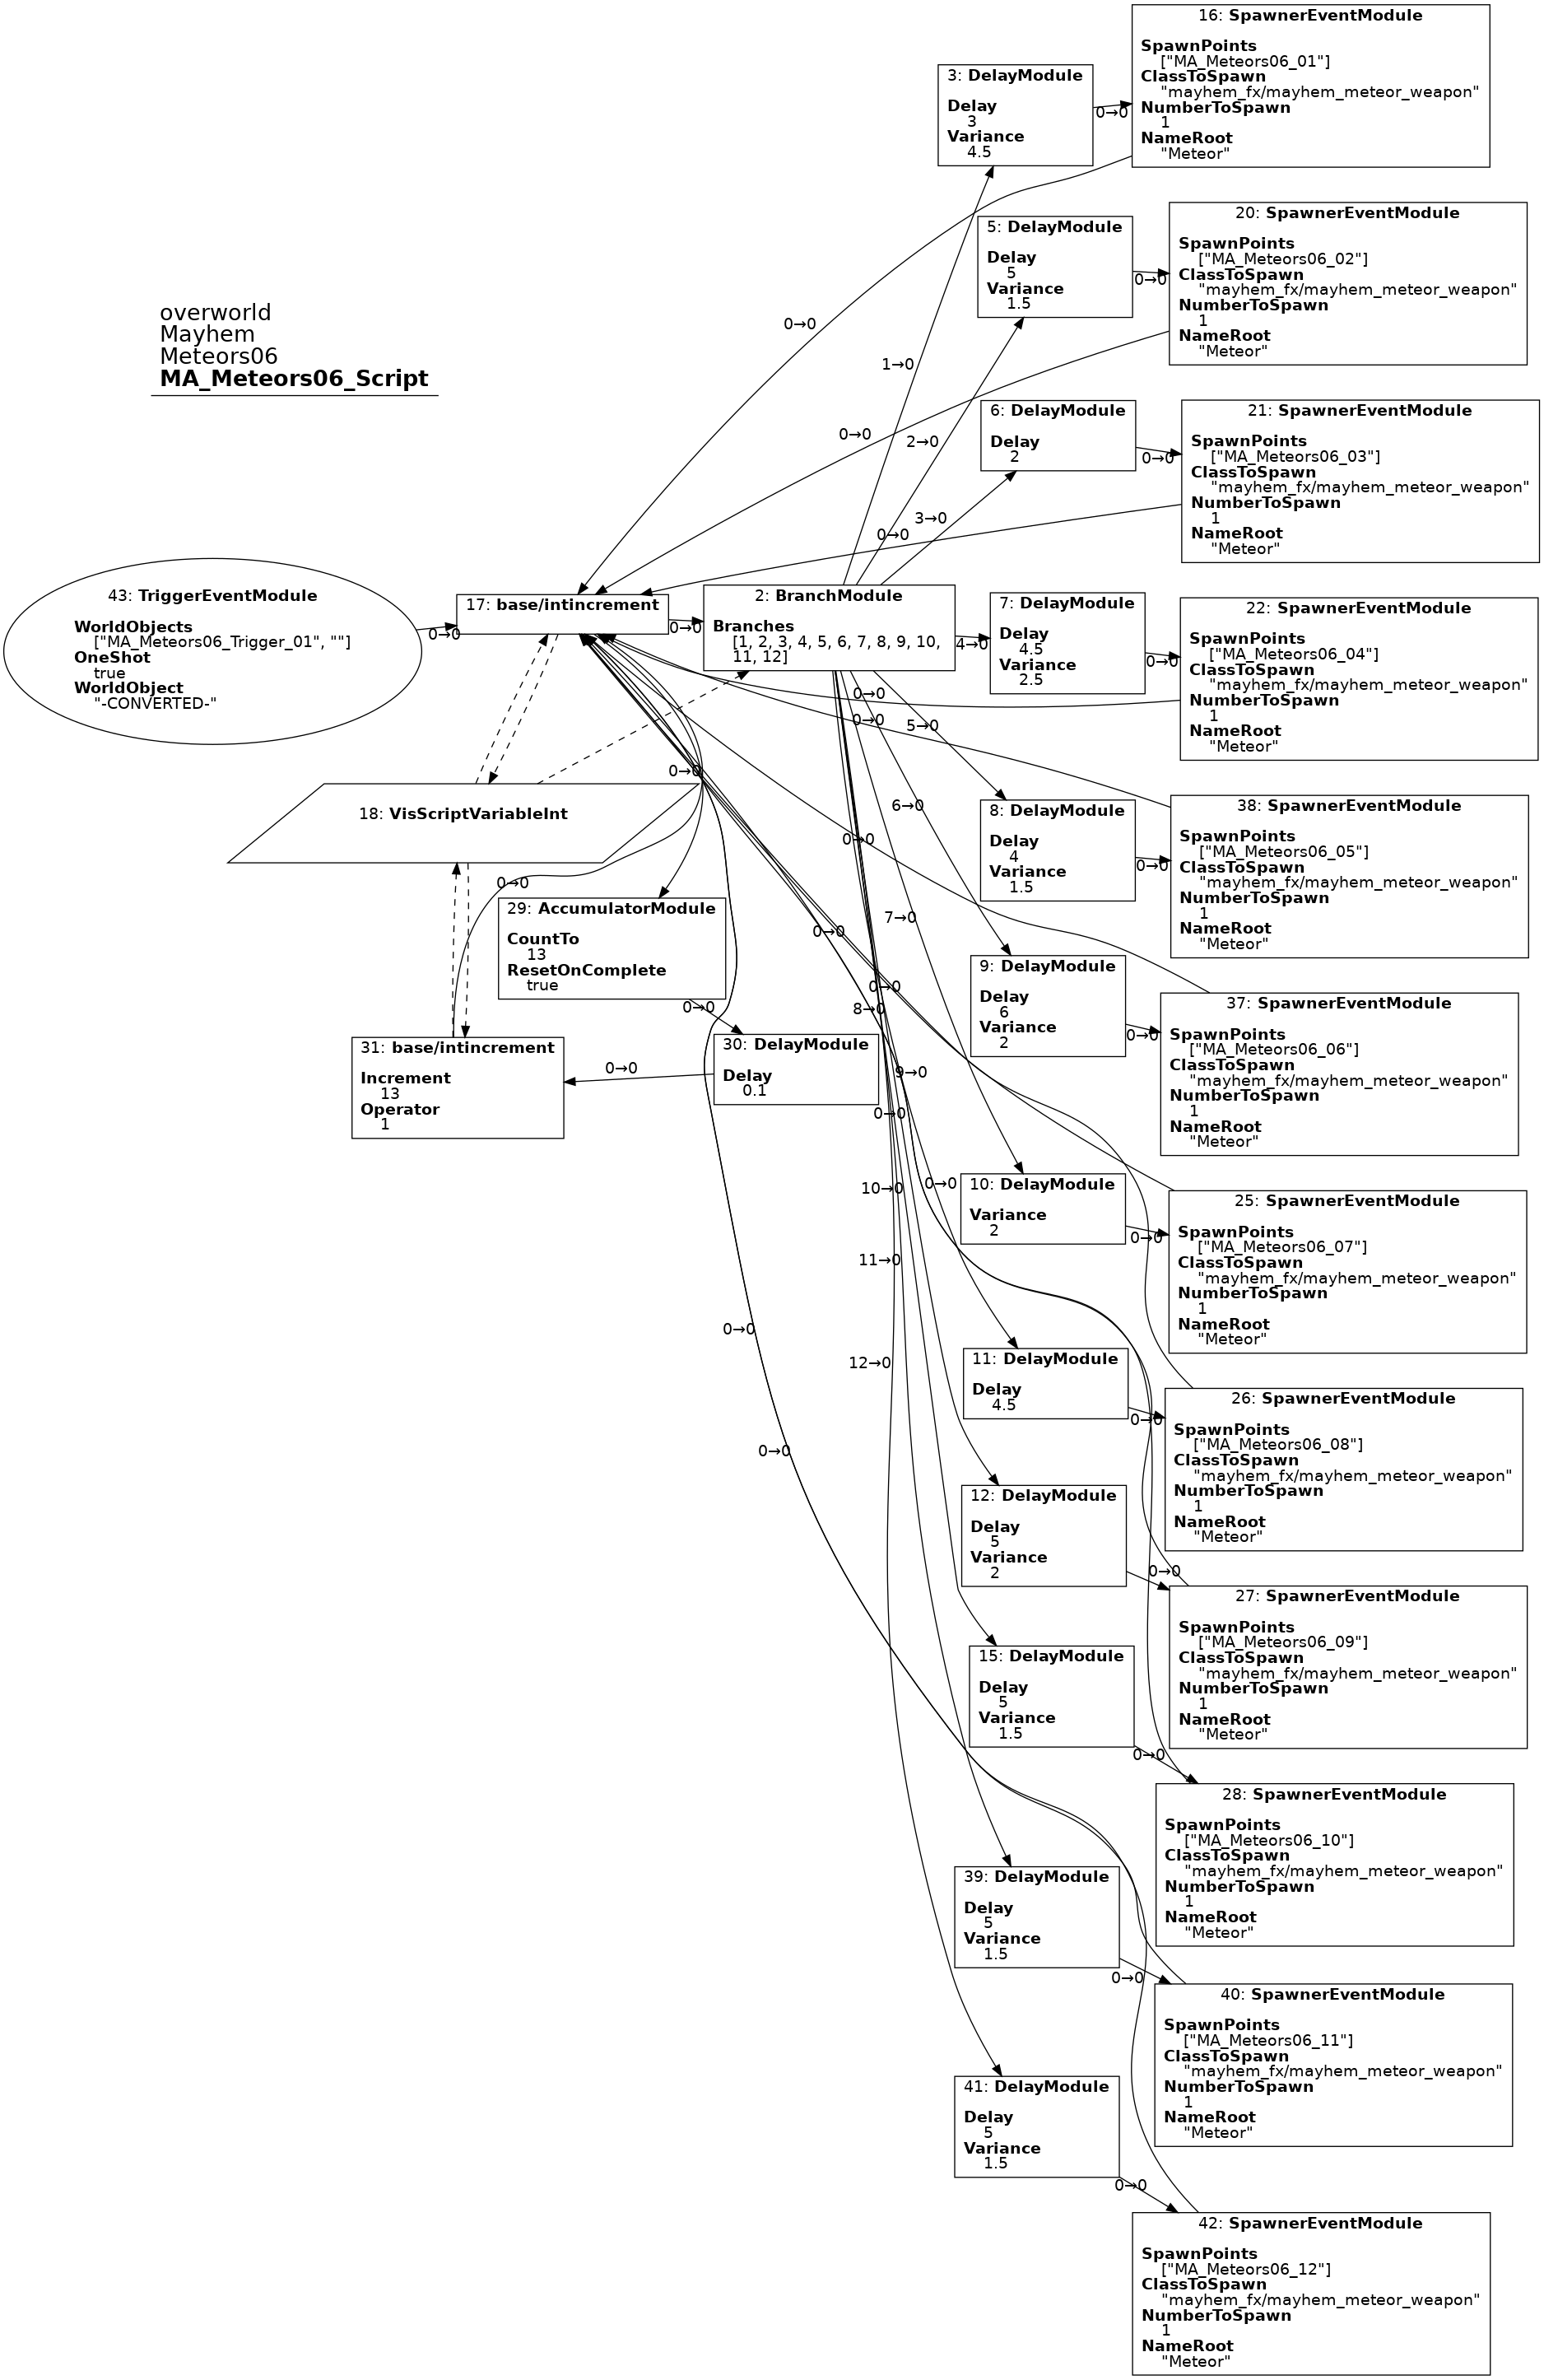 overworld
Mayhem
Meteors06
MA_Meteors06_Script
43: TriggerEventModule
WorldObjects
["MA_Meteors06_Trigger_01", ""]
OneShot
true
WorldObject
"-CONVERTED-"
0→0
17: base/intincrement
0→0
2: BranchModule
Branches
[1, 2, 3, 4, 5, 6, 7, 8, 9, 10,
11, 12]
18: VisScriptVariableInt
0→0
29: AccumulatorModule
CountTo
13
ResetOnComplete
true
0→0
30: DelayModule
Delay
0.1
0→0
31: base/intincrement
Increment
13
Operator
1
0→0
1→0
3: DelayModule
Delay
3
Variance
4.5
0→0
16: SpawnerEventModule
SpawnPoints
["MA_Meteors06_01"]
ClassToSpawn
"mayhem_fx/mayhem_meteor_weapon"
NumberToSpawn
1
NameRoot
"Meteor"
0→0
2→0
5: DelayModule
Delay
5
Variance
1.5
0→0
20: SpawnerEventModule
SpawnPoints
["MA_Meteors06_02"]
ClassToSpawn
"mayhem_fx/mayhem_meteor_weapon"
NumberToSpawn
1
NameRoot
"Meteor"
0→0
3→0
6: DelayModule
Delay
2
0→0
21: SpawnerEventModule
SpawnPoints
["MA_Meteors06_03"]
ClassToSpawn
"mayhem_fx/mayhem_meteor_weapon"
NumberToSpawn
1
NameRoot
"Meteor"
0→0
4→0
7: DelayModule
Delay
4.5
Variance
2.5
0→0
22: SpawnerEventModule
SpawnPoints
["MA_Meteors06_04"]
ClassToSpawn
"mayhem_fx/mayhem_meteor_weapon"
NumberToSpawn
1
NameRoot
"Meteor"
0→0
5→0
8: DelayModule
Delay
4
Variance
1.5
0→0
38: SpawnerEventModule
SpawnPoints
["MA_Meteors06_05"]
ClassToSpawn
"mayhem_fx/mayhem_meteor_weapon"
NumberToSpawn
1
NameRoot
"Meteor"
0→0
6→0
9: DelayModule
Delay
6
Variance
2
0→0
37: SpawnerEventModule
SpawnPoints
["MA_Meteors06_06"]
ClassToSpawn
"mayhem_fx/mayhem_meteor_weapon"
NumberToSpawn
1
NameRoot
"Meteor"
0→0
7→0
10: DelayModule
Variance
2
0→0
25: SpawnerEventModule
SpawnPoints
["MA_Meteors06_07"]
ClassToSpawn
"mayhem_fx/mayhem_meteor_weapon"
NumberToSpawn
1
NameRoot
"Meteor"
0→0
8→0
11: DelayModule
Delay
4.5
0→0
26: SpawnerEventModule
SpawnPoints
["MA_Meteors06_08"]
ClassToSpawn
"mayhem_fx/mayhem_meteor_weapon"
NumberToSpawn
1
NameRoot
"Meteor"
0→0
9→0
12: DelayModule
Delay
5
Variance
2
0→0
27: SpawnerEventModule
SpawnPoints
["MA_Meteors06_09"]
ClassToSpawn
"mayhem_fx/mayhem_meteor_weapon"
NumberToSpawn
1
NameRoot
"Meteor"
0→0
10→0
15: DelayModule
Delay
5
Variance
1.5
0→0
28: SpawnerEventModule
SpawnPoints
["MA_Meteors06_10"]
ClassToSpawn
"mayhem_fx/mayhem_meteor_weapon"
NumberToSpawn
1
NameRoot
"Meteor"
0→0
11→0
39: DelayModule
Delay
5
Variance
1.5
0→0
40: SpawnerEventModule
SpawnPoints
["MA_Meteors06_11"]
ClassToSpawn
"mayhem_fx/mayhem_meteor_weapon"
NumberToSpawn
1
NameRoot
"Meteor"
0→0
12→0
41: DelayModule
Delay
5
Variance
1.5
0→0
42: SpawnerEventModule
SpawnPoints
["MA_Meteors06_12"]
ClassToSpawn
"mayhem_fx/mayhem_meteor_weapon"
NumberToSpawn
1
NameRoot
"Meteor"
0→0